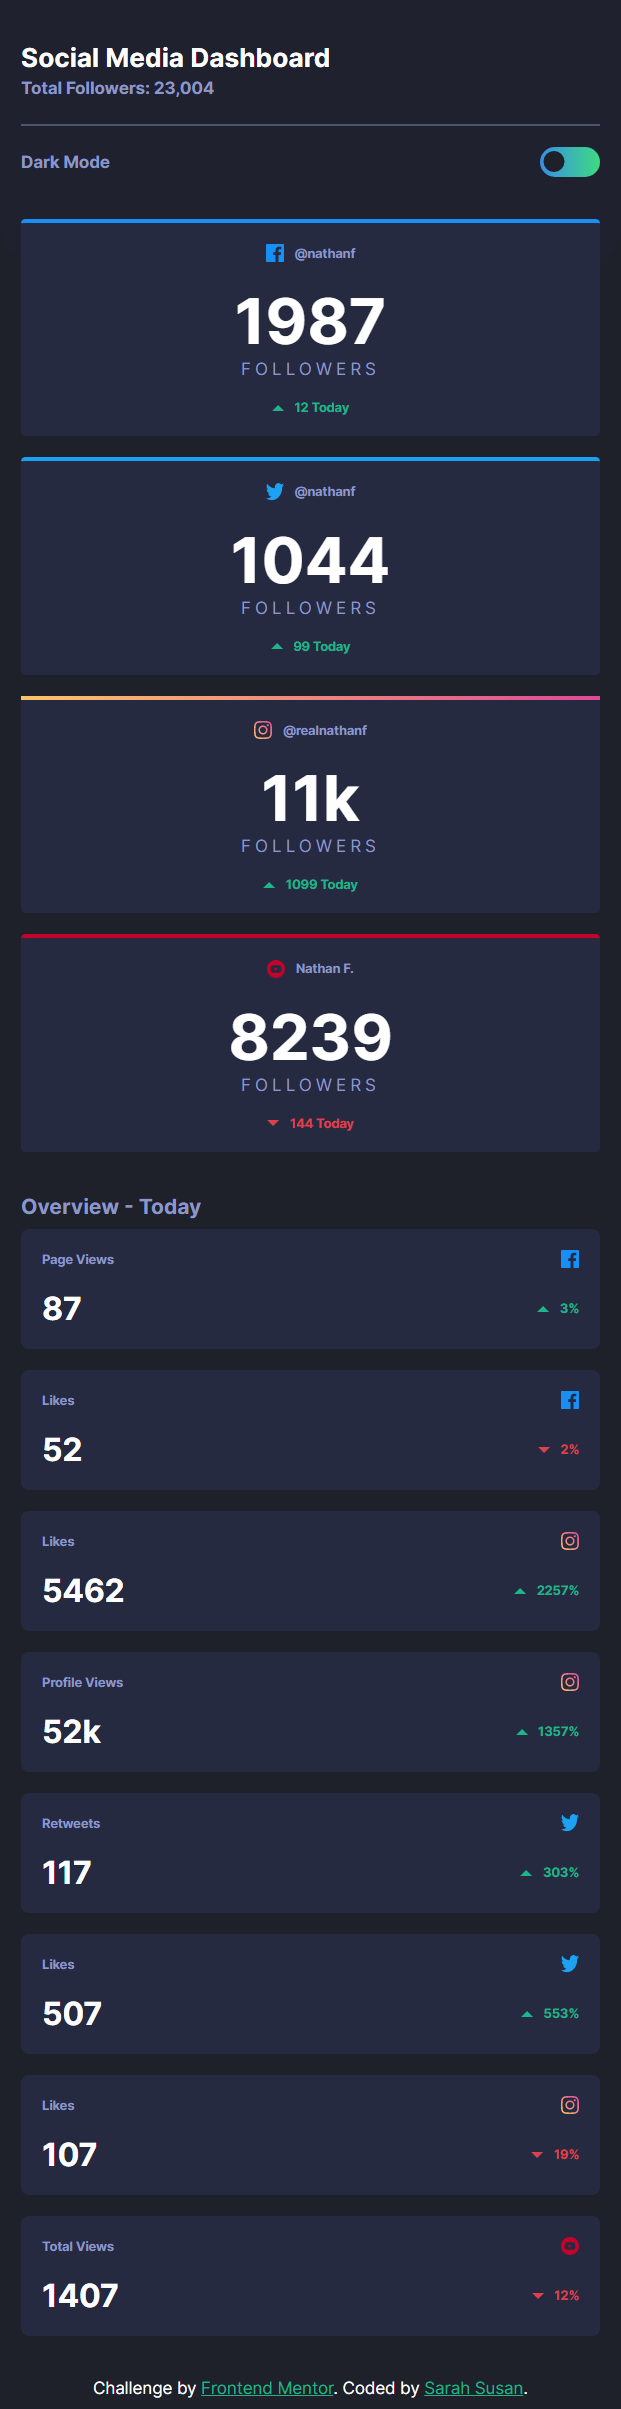 Social Media Dashboard
Total Followers: 23,004
Dark Mode
@nathanf
1987
FOLLOWERS
12 Today
@nathanf
1044
FOLLOWERS
99 Today
@realnathanf
11k
FOLLOWERS
1099 Today
Nathan F.
8239
FOLLOWERS
144 Today
Overview - Today
Page Views
87 3%
Likes
52 2%
Likes
5462 2257%
Profile Views
52k 1357%
Retweets
117 303%
Likes
507 553%
Likes
107 19%
Total Views
1407 12%
Challenge by Frontend Mentor. Coded by Sarah Susan.